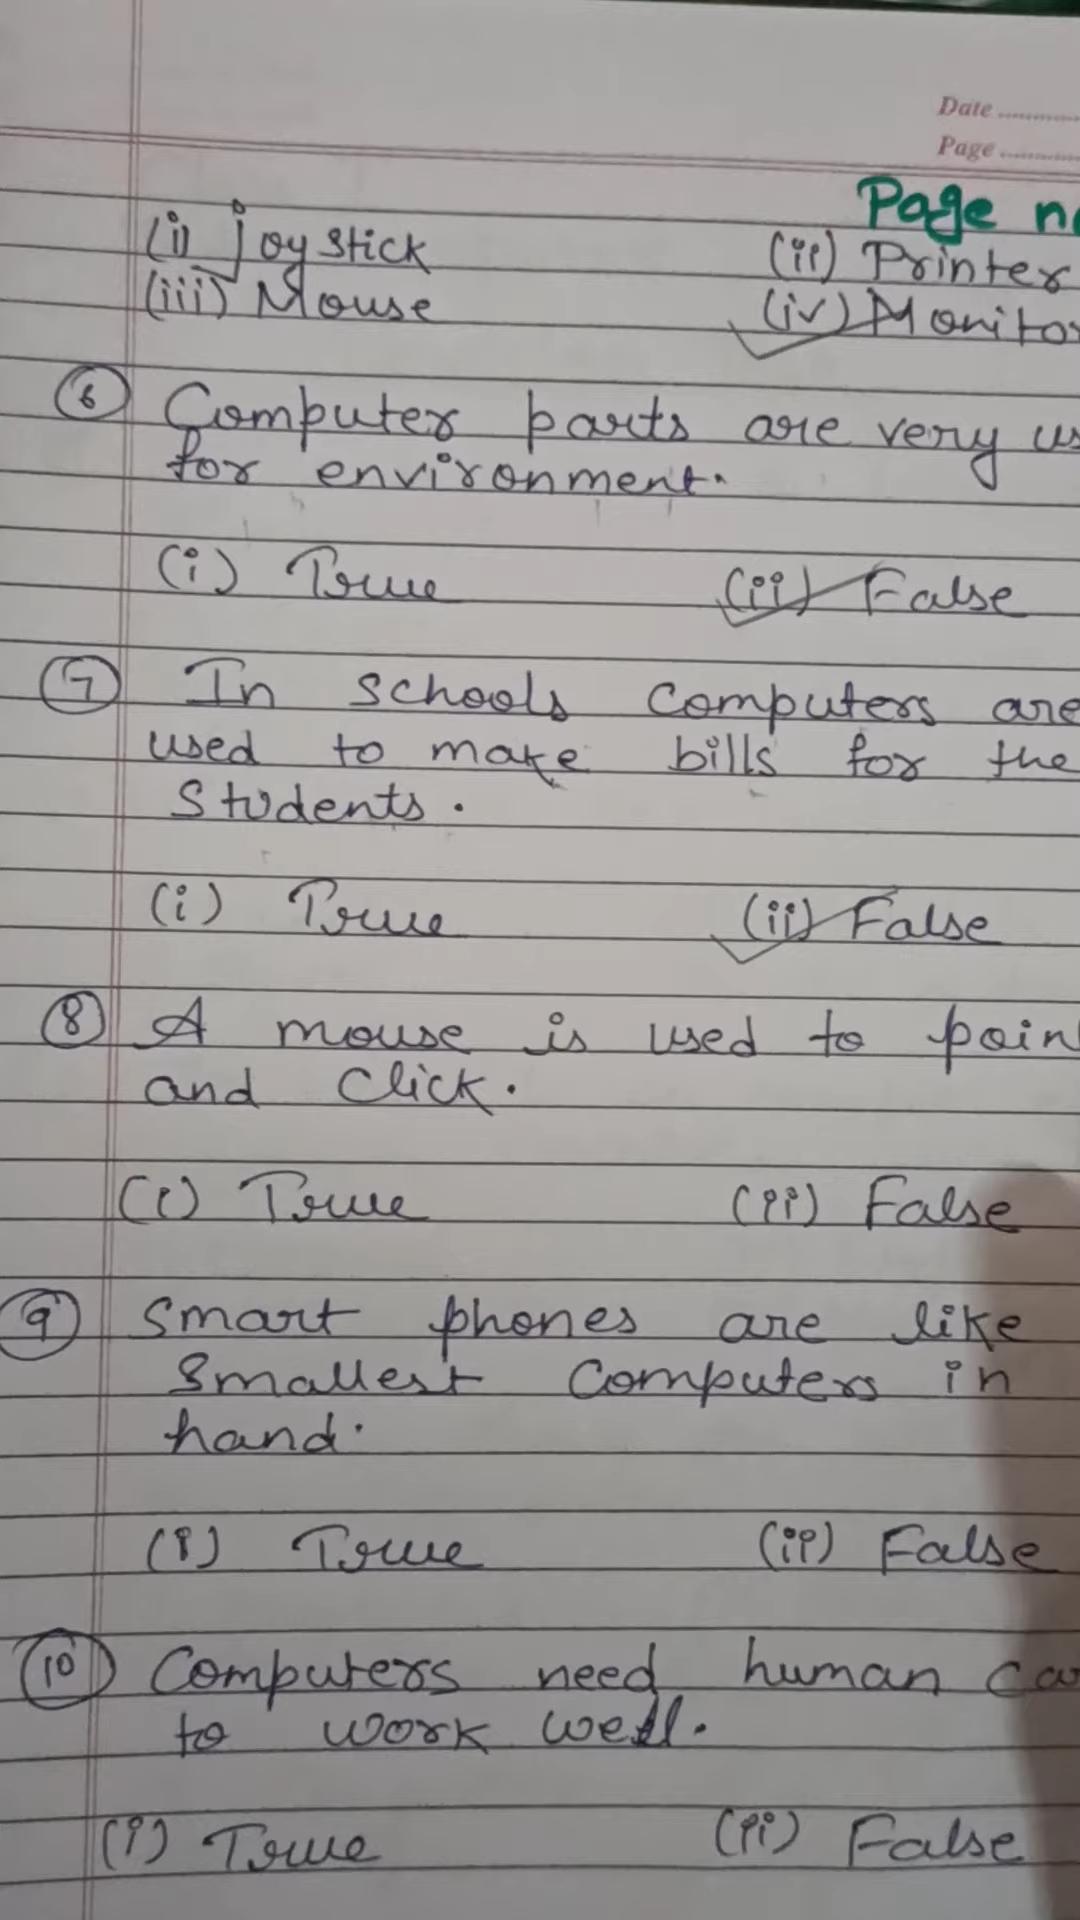 Date
Page
Page
(i) joystick (ii) Printer
(iii) Mouse (iv) Monito
6 Computer parts are very us
for environment.
(i) True (ii) False
7 In schools computers are
used to make bills for the
Students.
(i) True (ii) False
8 A mouse is used to poin
and Click.
(i) True (ii) False
9 Smart phones are like
Smallest Computers in
hand.
(i) True (ii) False
10 Computers need human ca
to work well.
(i) True (ii) False